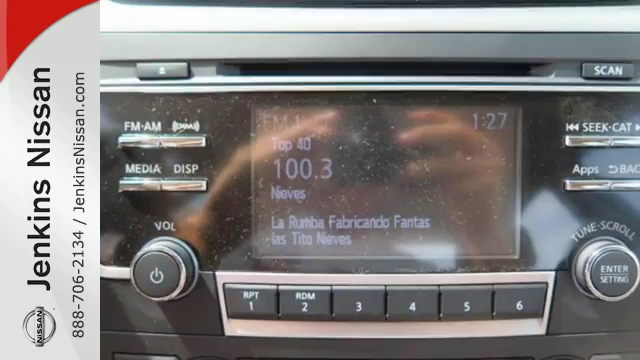 Jenkins Nissan
888-706-2134 / JenkinsNissan.com
NISSAN
SCAN
FM-AM
MEDIA DISP
VOL
FM 1:27
Top 40
100.3
Nieves
La Rumba Fabricando Fantas
ias Tito Nieves
SEEK-CAT
Apps BAC
TUNE-SCROLL
ENTER
SETTING
RPT RDM
1 2 3 4 5 6